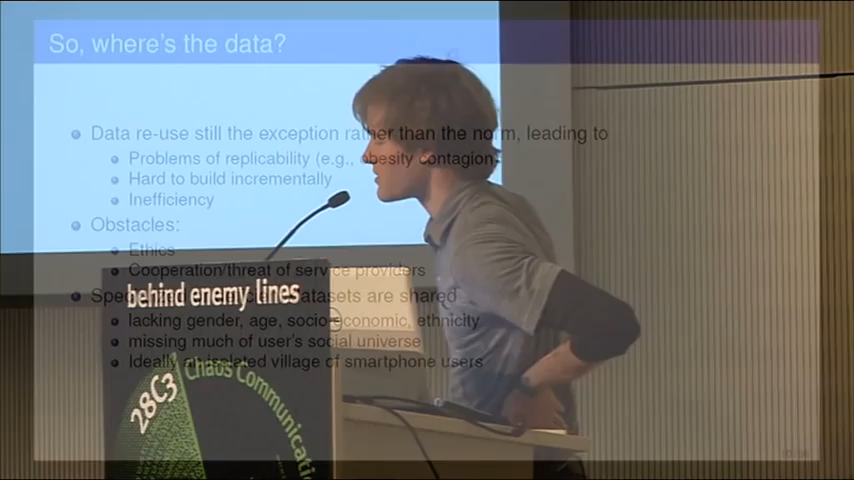 So, where's the data?
Data re-use still the exception rather than the norm, leading to
Problems of replicability (e.g., obesity contagion)
Hard to build incrementally
Inefficiency
Obstacles:
Ethics
Cooperation/threat of service providers
datasets are shared
lacking gender, age, socio-economic, ethnicity
missing much of user's social universe
Ideally an isolated village of smartphone users
behind enemy lines
28C3
Chaos Communicati